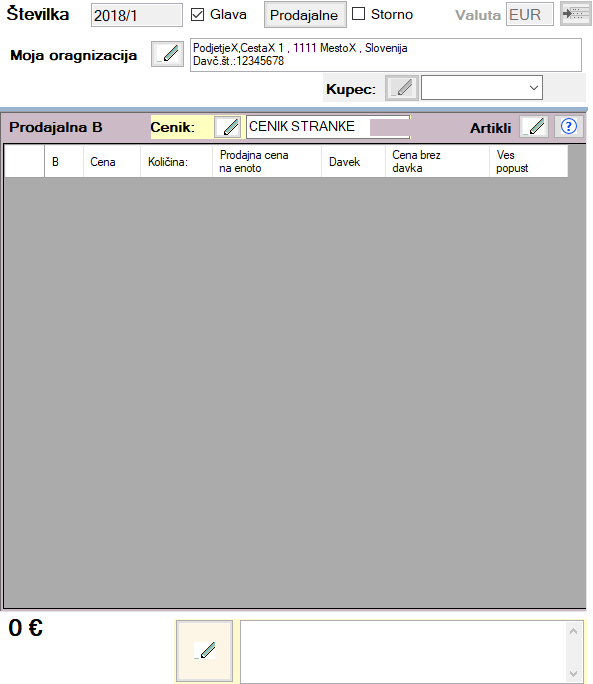 Številka 2018/1 Glava Prodajalne Storno Valuta EUR
Moja oragnizacija PodjetjeX,CestaX 1 , 1111 MestoX , Slovenija
Davč.št.:12345678
Kupec:
Prodajalna B Cenik: CENIK STRANKE Artikli ?
B Cena Količina: Prodajna cena na enoto Davek Cena brez davka Ves popust
0 €